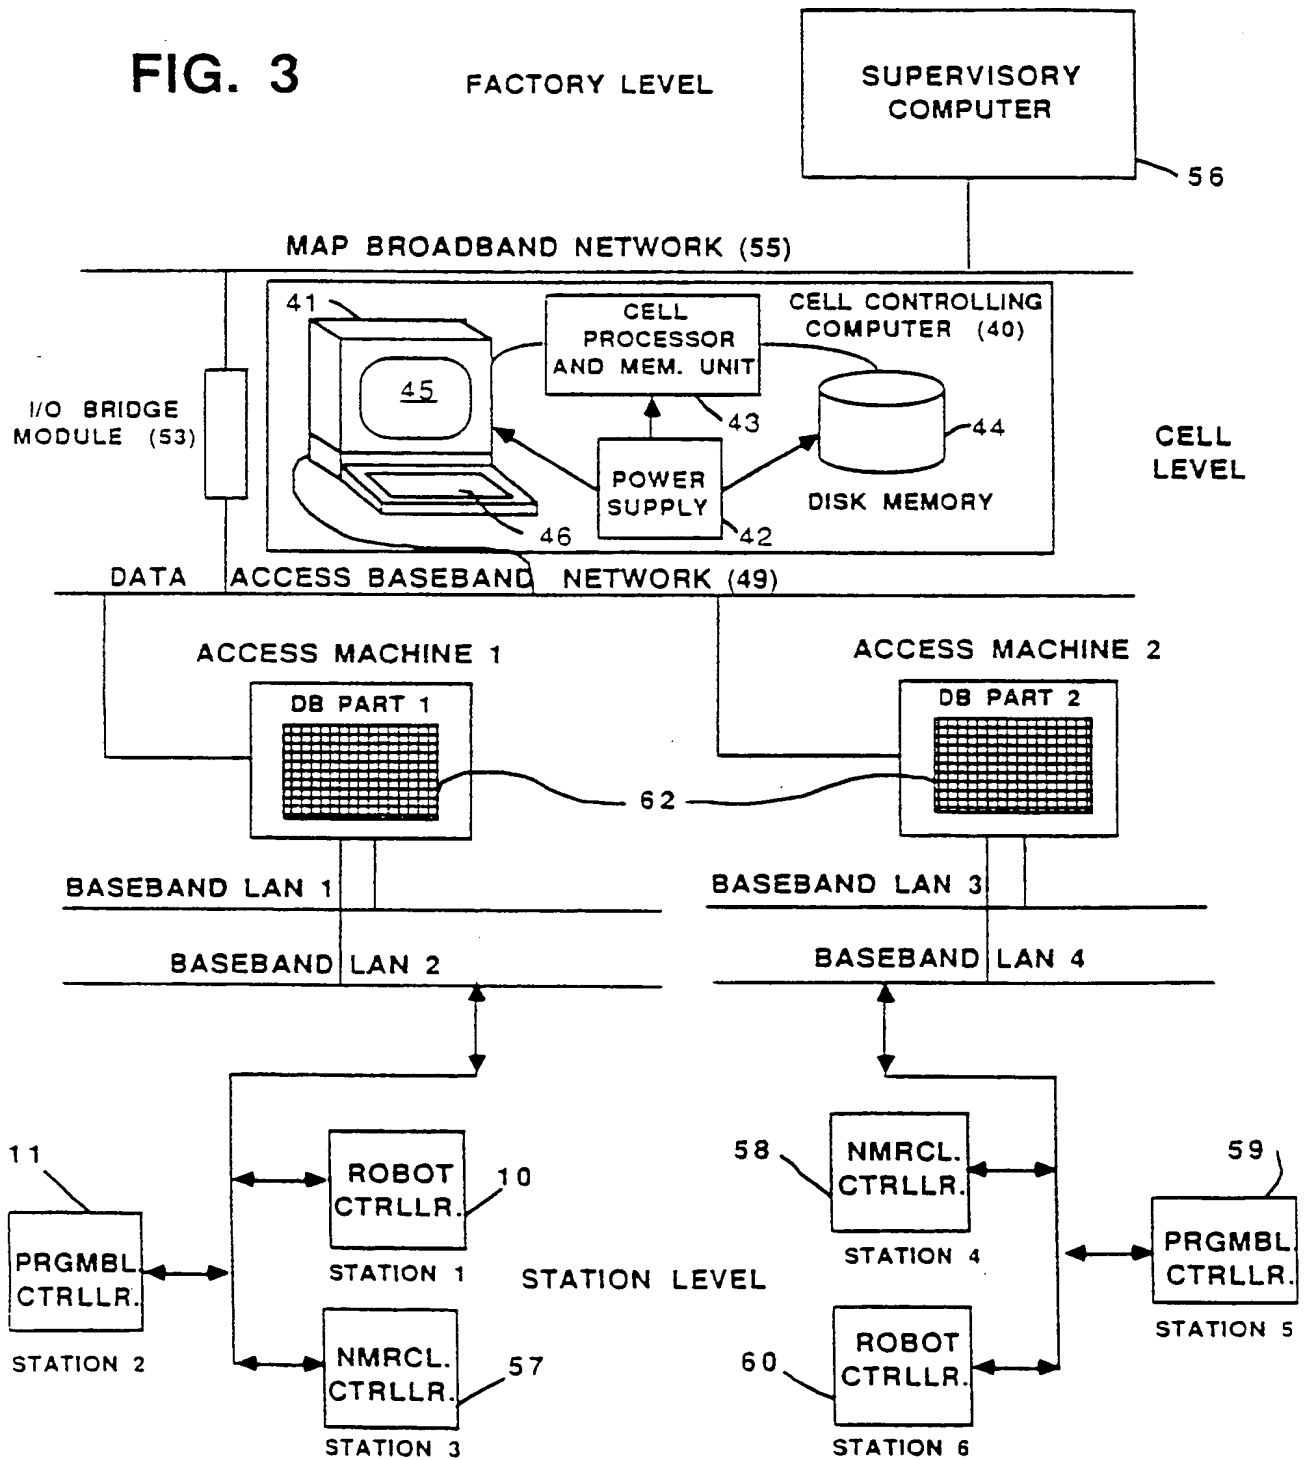 FIG. 3
FACTORY LEVEL
SUPERVISORY
COMPUTER
56
MAP BROADBAND NETWORK (55)
41
CELL
PROCESSOR
AND MEM. UNIT
CELL CONTROLLING
COMPUTER (40)
45
43
44
I/O BRIDGE
MODULE (53)
CELL
LEVEL
POWER
SUPPLY
DISK MEMORY
46
42
DATA ACCESS BASEBAND NETWORK (49)
ACCESS MACHINE 1
ACCESS MACHINE 2
DB PART 1
DB PART 2
62
BASEBAND LAN 1
BASEBAND LAN 3
BASEBAND LAN 2
BASEBAND LAN 4
11
ROBOT
CTRLLR.
10
58
NMRCL.
CTRLLR.
59
PRGMBL.
CTRLLR.
STATION 1
STATION LEVEL
STATION 4
PRGMBL.
CTRLLR.
STATION 2
NMRCL.
CTRLLR.
57
60
ROBOT
CTRLLR.
STATION 5
STATION 3
STATION 6